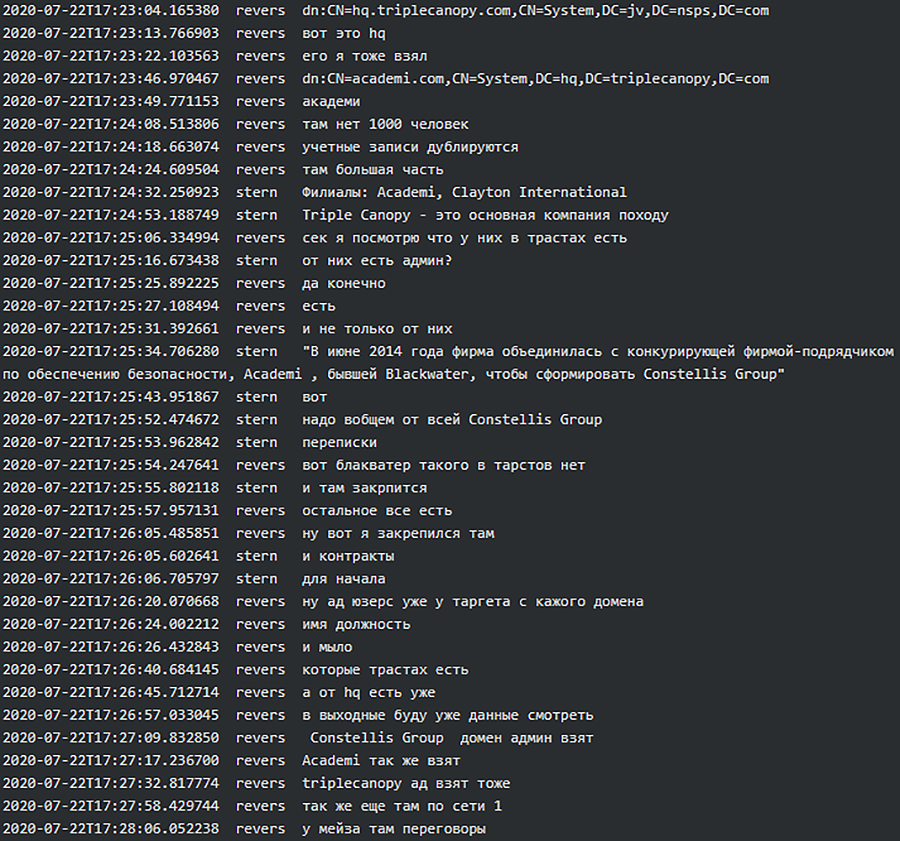 2020-07-22T17:23:04.165380 revers dn:CN=hq.triplecanopy.com,CN=System,DC=jv,DC=nsps,DC=com
2020-07-22T17:23:13.766903 revers вот это hq
2020-07-22T17:23:22.103563 revers его я тоже взял
2020-07-22T17:23:46.970467 revers dn:CN=academi.com,CN=System,DC=hq,DC=triplecanopy,DC=com
2020-07-22T17:23:49.771153 revers академи
2020-07-22T17:24:08.513806 revers там нет 1000 человек
2020-07-22T17:24:18.663074 revers учетные записи дублируются
2020-07-22T17:24:24.609504 revers там большая часть
2020-07-22T17:24:32.250923 stern Филиалы: Academi, Clayton International
2020-07-22T17:24:53.188749 stern Triple Canopy - это основная компания походу
2020-07-22T17:25:06.334994 revers сек я посмотрю что у них в трастах есть
2020-07-22T17:25:16.673438 stern от них есть админ?
2020-07-22T17:25:25.892225 revers да конечно
2020-07-22T17:25:27.108494 revers есть
2020-07-22T17:25:31.392661 revers и не только от них
2020-07-22T17:25:34.706280 stern "В июне 2014 года фирма объединилась с конкурирующей фирмой-подрядчиком
по обеспечению безопасности, Academi , бывшей Blackwater, чтобы сформировать Constellis Group"
2020-07-22T17:25:43.951867 stern вот
2020-07-22T17:25:52.474672 stern надо вобщем от всей Constellis Group
2020-07-22T17:25:53.962842 stern переписки
2020-07-22T17:25:54.247641 revers вот блакватер такого в тарстов нет
2020-07-22T17:25:55.802118 stern и там закрпится
2020-07-22T17:25:57.957131 revers остальное все есть
2020-07-22T17:26:05.485851 revers ну вот я закрепился там
2020-07-22T17:26:05.602641 stern и контракты
2020-07-22T17:26:06.705797 stern для начала
2020-07-22T17:26:20.070668 revers ну ад юзерс уже у таргета с кажого домена
2020-07-22T17:26:24.002212 revers имя должность
2020-07-22T17:26:26.432843 revers и мыло
2020-07-22T17:26:40.684145 revers которые трастах есть
2020-07-22T17:26:45.712714 revers а от hq есть уже
2020-07-22T17:26:57.033045 revers в выходные буду уже данные смотреть
2020-07-22T17:27:09.832850 revers Constellis Group домен админ взят
2020-07-22T17:27:17.236700 revers Academi так же взят
2020-07-22T17:27:32.817774 revers triplecanopy ад взят тоже
2020-07-22T17:27:58.429744 revers так же еще там по сети 1
2020-07-22T17:28:06.052238 revers у мейза там переговоры